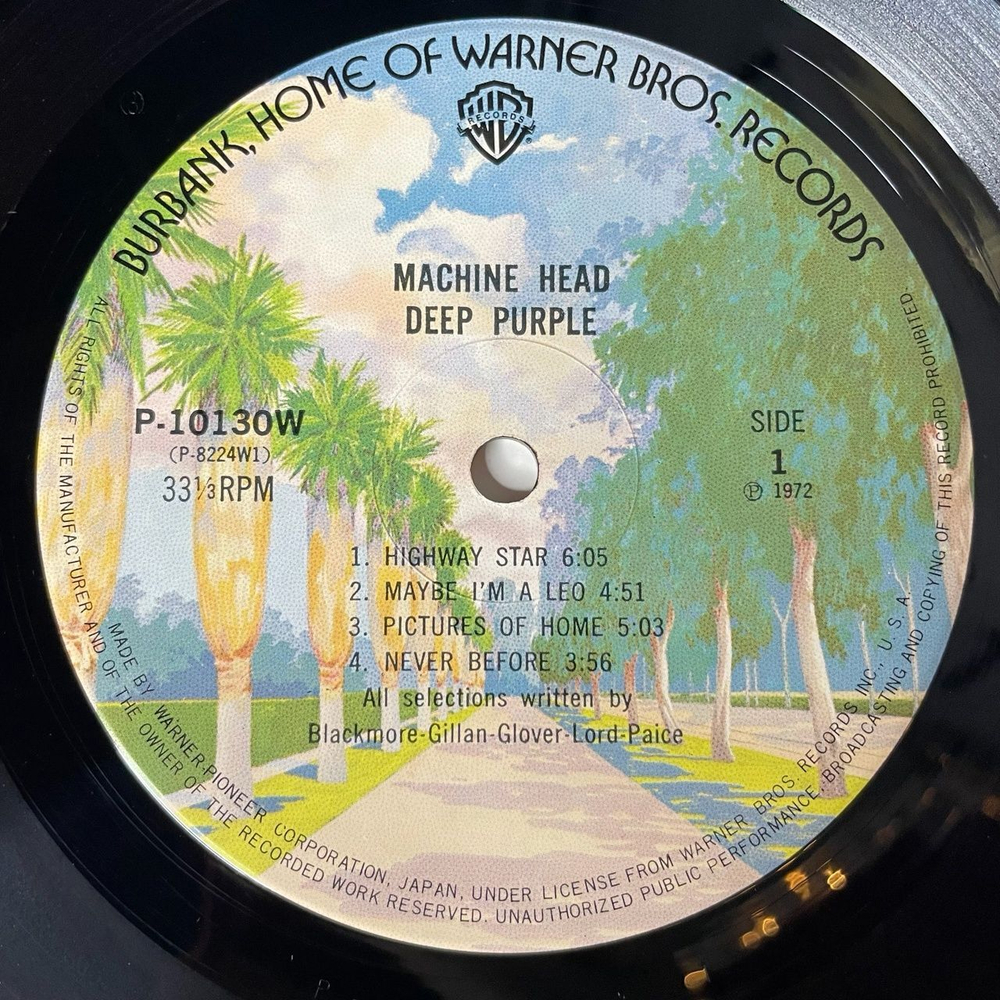 BURBANK, HOME OF WARNER BROS. RECORDS
W
RECORDS
®
MACHINE HEAD
DEEP PURPLE
P-10130W
(P-8224W1)
33⅓RPM
SIDE
1
℗ 1972
1. HIGHWAY STAR 6:05
2. MAYBE I'M A LEO 4:51
3. PICTURES OF HOME 5:03
4. NEVER BEFORE 3:56
All selections written by
Blackmore-Gillan-Glover-Lord-Paice
MADE BY WARNER-PIONEER CORPORATION, JAPAN, UNDER LICENSE FROM WARNER BROS. RECORDS INC., U. S. A.
ALL RIGHTS OF THE MANUFACTURER AND OF THE OWNER OF THE RECORDED WORK RESERVED. UNAUTHORIZED PUBLIC PERFORMANCE, BROADCASTING AND COPYING OF THIS RECORD PROHIBITED.